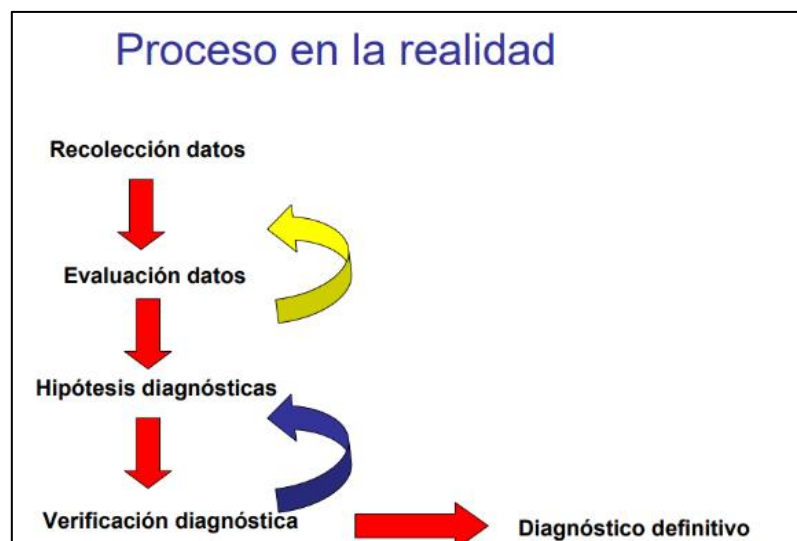 Proceso en la realidad
Recolección datos
Evaluación datos
Hipótesis diagnósticas
Verificación diagnóstica
Diagnóstico definitivo